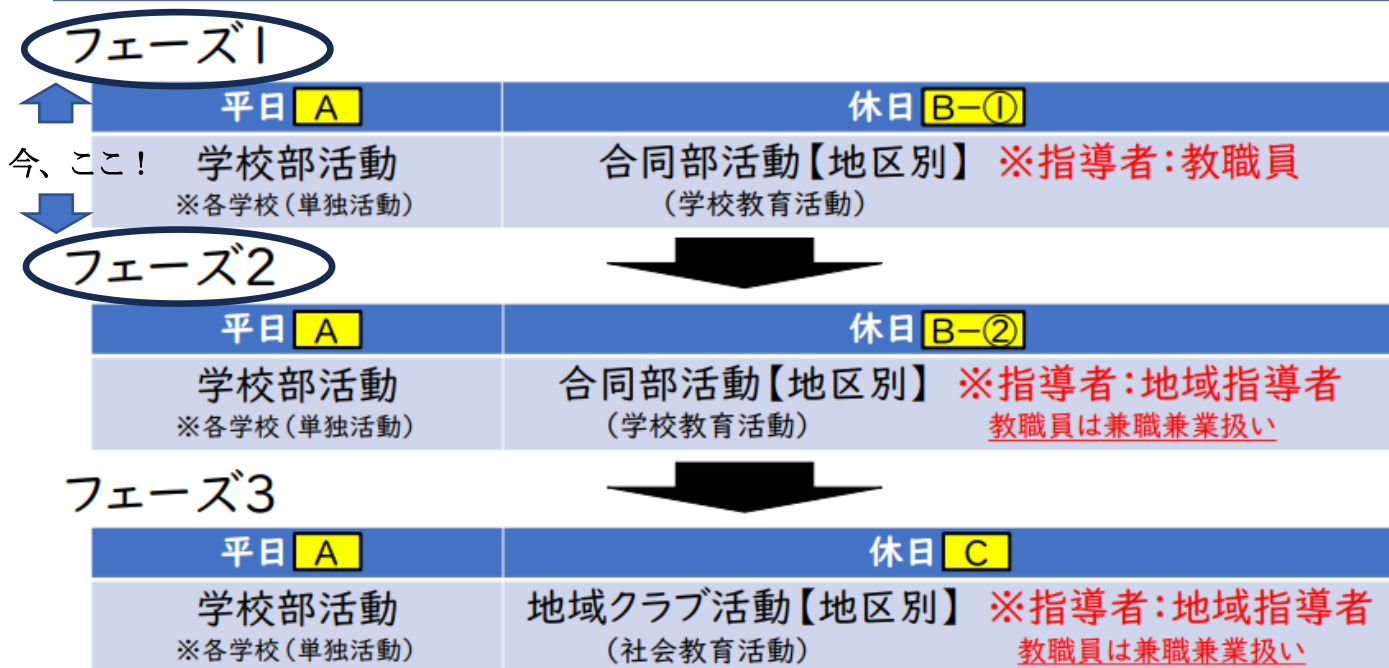 フェーズ1
平日 A 休日 B-①
今、ここ！
学校部活動 合同部活動【地区別】 ※指導者:教職員
※各学校(単独活動) (学校教育活動)
フェーズ2
平日 A 休日 B-②
学校部活動 合同部活動【地区別】 ※指導者:地域指導者
※各学校(単独活動) (学校教育活動) 教職員は兼職兼業扱い
フェーズ3
平日 A 休日 C
学校部活動 地域クラブ活動【地区別】 ※指導者:地域指導者
※各学校(単独活動) (社会教育活動) 教職員は兼職兼業扱い